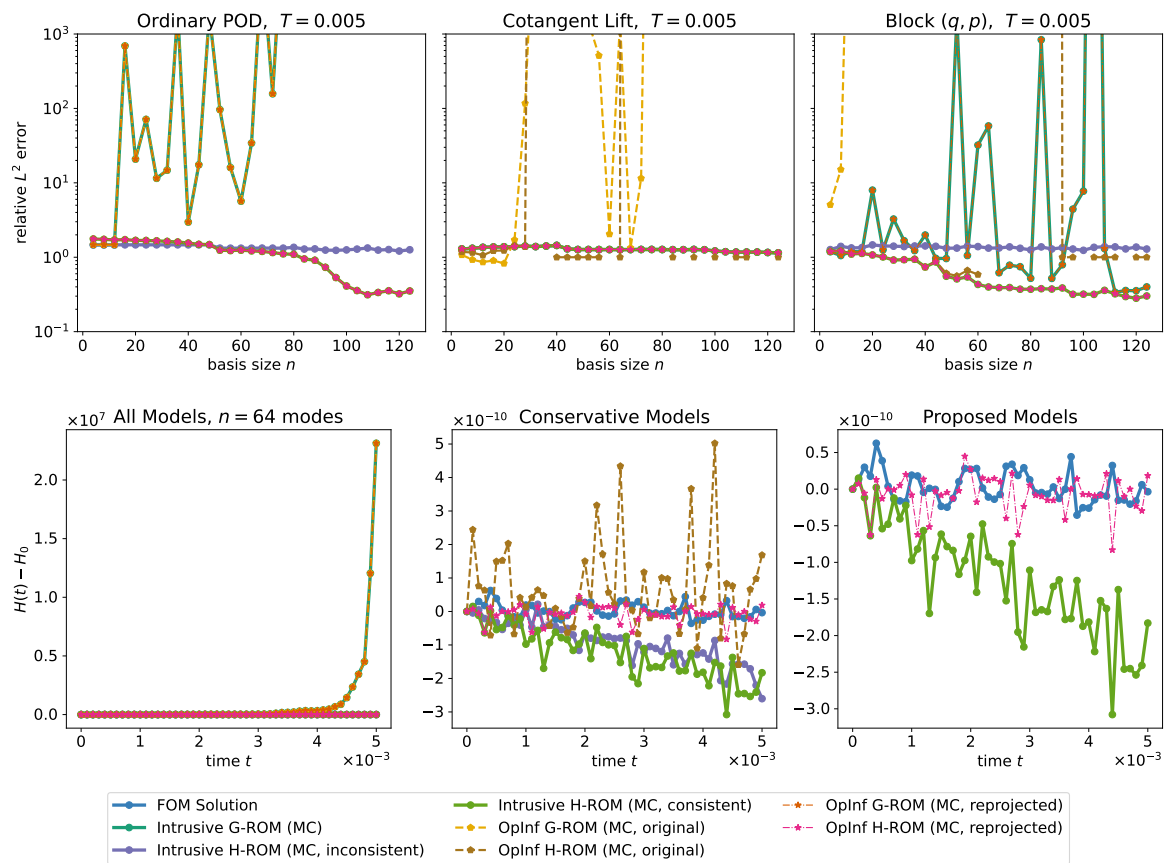 Ordinary POD, T = 0.005
Cotangent Lift, T = 0.005
Block (q, p), T = 0.005
relative L² error
10³
10²
10¹
10⁰
10⁻¹
0 20 40 60 80 100 120
0 20 40 60 80 100 120
0 20 40 60 80 100 120
basis size n
basis size n
basis size n
×10⁷
All Models, n = 64 modes
×10⁻¹⁰
Conservative Models
×10⁻¹⁰
Proposed Models
H(t) − H₀
2.0
1.5
1.0
0.5
0.0
5
4
3
2
1
0
−1
−2
−3
0.5
0.0
−0.5
−1.0
−1.5
−2.0
−2.5
−3.0
0 1 2 3 4 5
0 1 2 3 4 5
0 1 2 3 4 5
time t
×10⁻³
time t
×10⁻³
time t
×10⁻³
FOM Solution
Intrusive G-ROM (MC)
Intrusive H-ROM (MC, inconsistent)
Intrusive H-ROM (MC, consistent)
OpInf G-ROM (MC, original)
OpInf H-ROM (MC, original)
OpInf G-ROM (MC, reprojected)
OpInf H-ROM (MC, reprojected)